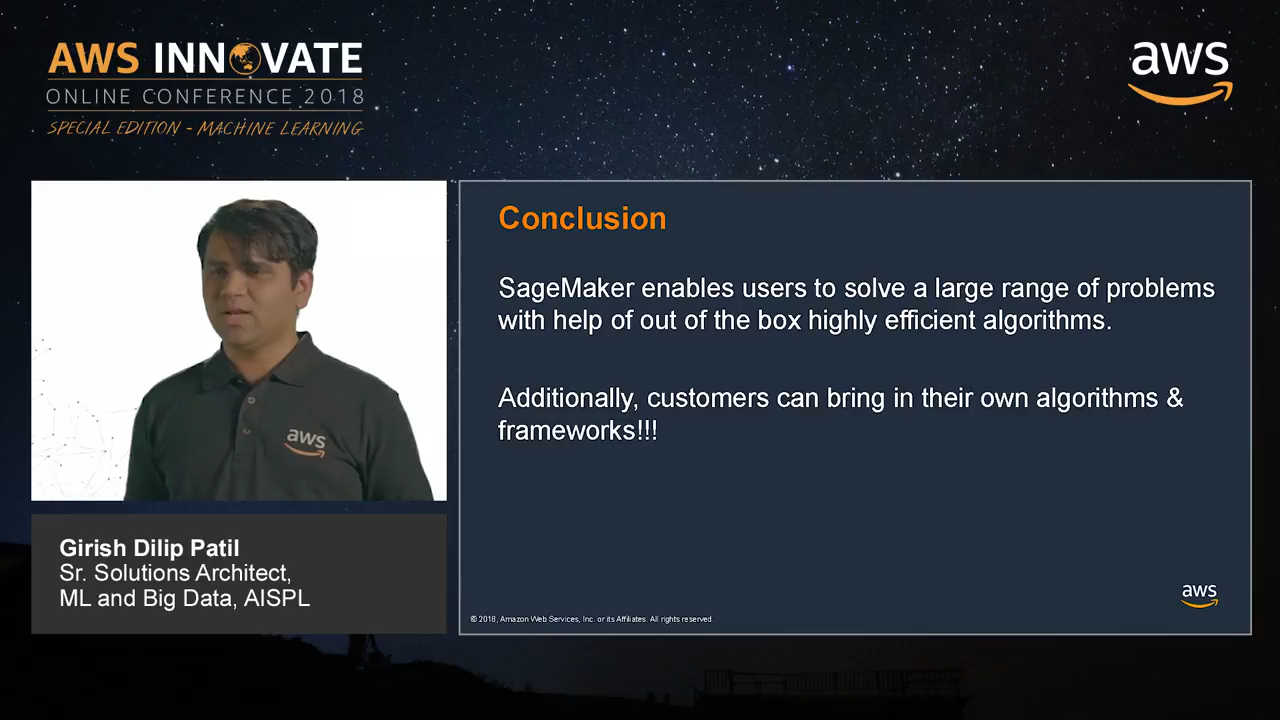 AWS INNOVATE
ONLINE CONFERENCE 2018
SPECIAL EDITION - MACHINE LEARNING
aws
aws
Girish Dilip Patil
Sr. Solutions Architect,
ML and Big Data, AISPL
Conclusion
SageMaker enables users to solve a large range of problems
with help of out of the box highly efficient algorithms.
Additionally, customers can bring in their own algorithms &
frameworks!!!
aws
© 2018, Amazon Web Services, Inc. or its Affiliates. All rights reserved.